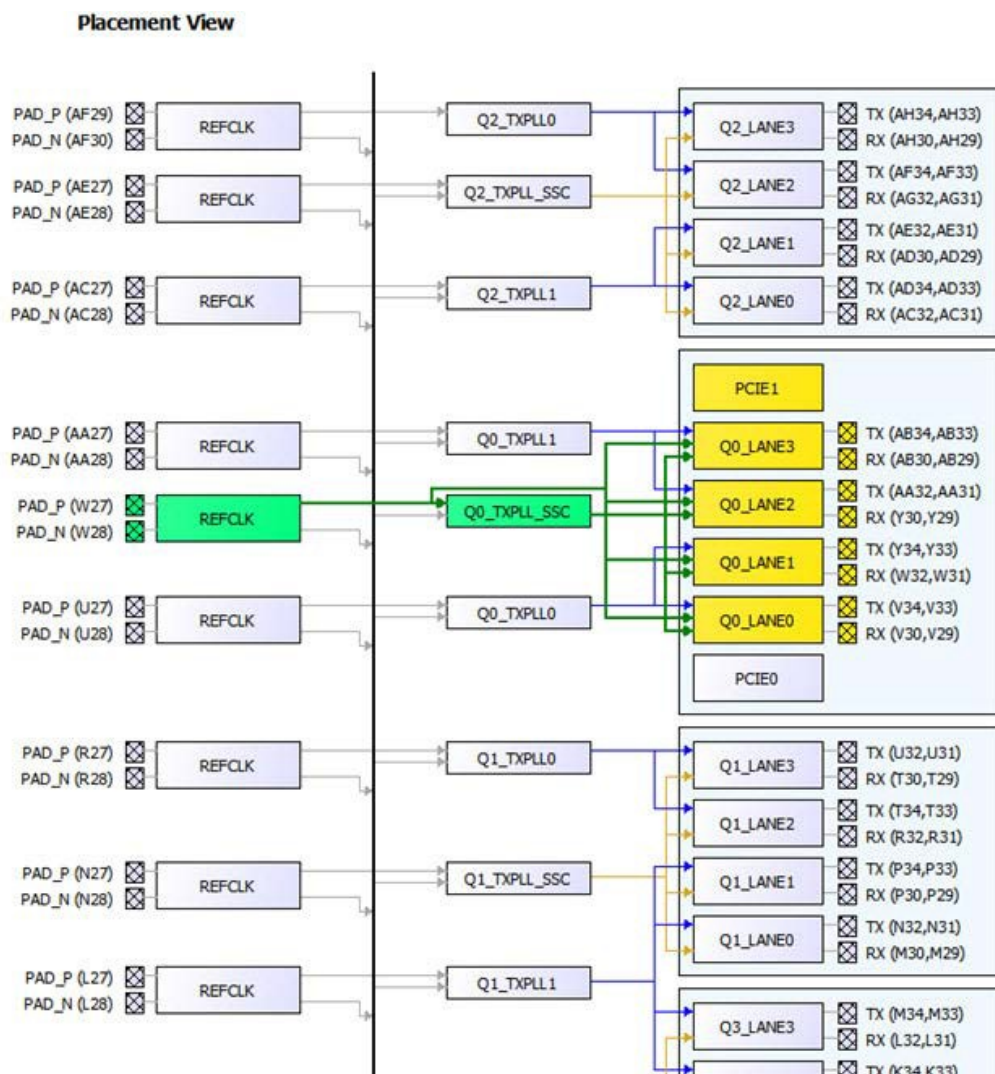 Placement View
PAD_P (AF29)
PAD_N (AF30)
REFCLK
Q2_TXPLL0
Q2_LANE3
TX (AH34,AH33)
RX (AH30,AH29)
PAD_P (AE27)
PAD_N (AE28)
REFCLK
Q2_TXPLL_SSC
Q2_LANE2
TX (AF34,AF33)
RX (AG32,AG31)
Q2_LANE1
TX (AE32,AE31)
RX (AD30,AD29)
PAD_P (AC27)
PAD_N (AC28)
REFCLK
Q2_TXPLL1
Q2_LANE0
TX (AD34,AD33)
RX (AC32,AC31)
PCIE1
PAD_P (AA27)
PAD_N (AA28)
REFCLK
Q0_TXPLL1
Q0_LANE3
TX (AB34,AB33)
RX (AB30,AB29)
PAD_P (W27)
PAD_N (W28)
REFCLK
Q0_TXPLL_SSC
Q0_LANE2
TX (AA32,AA31)
RX (Y30,Y29)
Q0_LANE1
TX (Y34,Y33)
RX (W32,W31)
PAD_P (U27)
PAD_N (U28)
REFCLK
Q0_TXPLL0
Q0_LANE0
TX (V34,V33)
RX (V30,V29)
PCIE0
PAD_P (R27)
PAD_N (R28)
REFCLK
Q1_TXPLL0
Q1_LANE3
TX (U32,U31)
RX (T30,T29)
Q1_LANE2
TX (T34,T33)
RX (R32,R31)
PAD_P (N27)
PAD_N (N28)
REFCLK
Q1_TXPLL_SSC
Q1_LANE1
TX (P34,P33)
RX (P30,P29)
Q1_LANE0
TX (N32,N31)
RX (M30,M29)
PAD_P (L27)
PAD_N (L28)
REFCLK
Q1_TXPLL1
Q3_LANE3
TX (M34,M33)
RX (L32,L31)
TX (K34,K33)